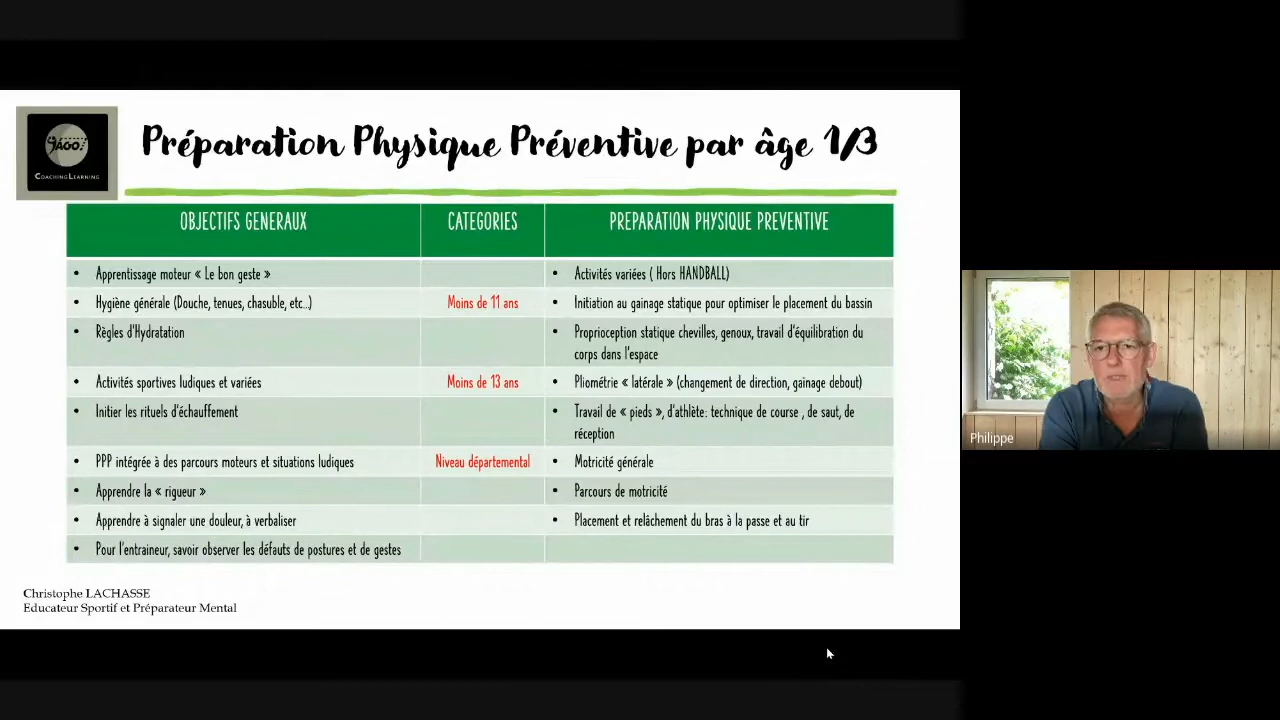 Préparation Physique Préventive par âge 1/3
JAGO!
COACHINGLEARNING
OBJECTIFS GENERAUX
CATEGORIES
PREPARATION PHYSIQUE PREVENTIVE
• Apprentissage moteur « Le bon geste »
• Activités variées ( Hors HANDBALL)
• Hygiène générale (Douche, tenues, chasuble, etc...)
Moins de 11 ans
• Initiation au gainage statique pour optimiser le placement du bassin
• Règles d'Hydratation
• Proprioception statique chevilles, genoux, travail d'équilibration du
corps dans l'espace
• Activités sportives ludiques et variées
Moins de 13 ans
• Pliométrie « latérale » (changement de direction, gainage debout)
• Initier les rituels d'échauffement
• Travail de « pieds », d'athlète: technique de course , de saut, de
réception
• PPP intégrée à des parcours moteurs et situations ludiques
Niveau départemental
• Motricité générale
• Apprendre la « rigueur »
• Parcours de motricité
• Apprendre à signaler une douleur, à verbaliser
• Placement et relâchement du bras à la passe et au tir
• Pour l'entraineur, savoir observer les défauts de postures et de gestes
Christophe LACHASSE
Educateur Sportif et Préparateur Mental
Philippe